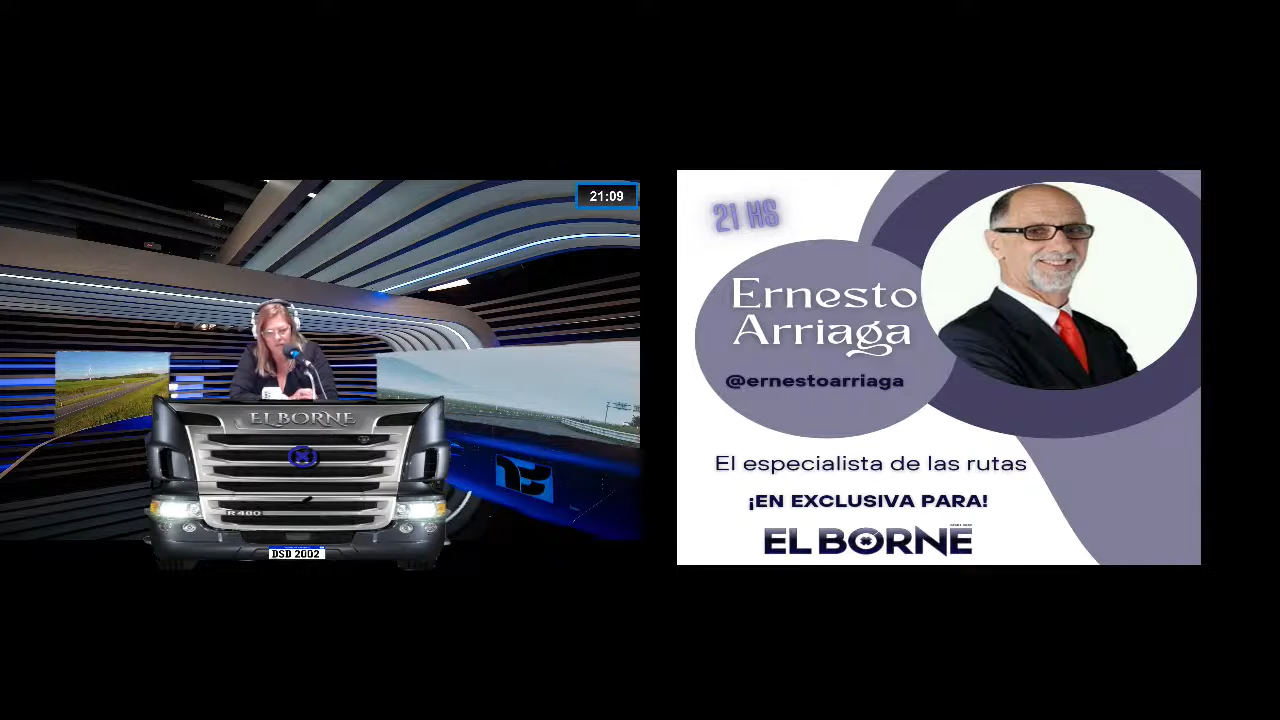 21:09
EL BORNE
R 480
DSD 2002
21 HS
Ernesto
Arriaga
@ernestoarriaga
El especialista de las rutas
¡EN EXCLUSIVA PARA!
EL BORNE